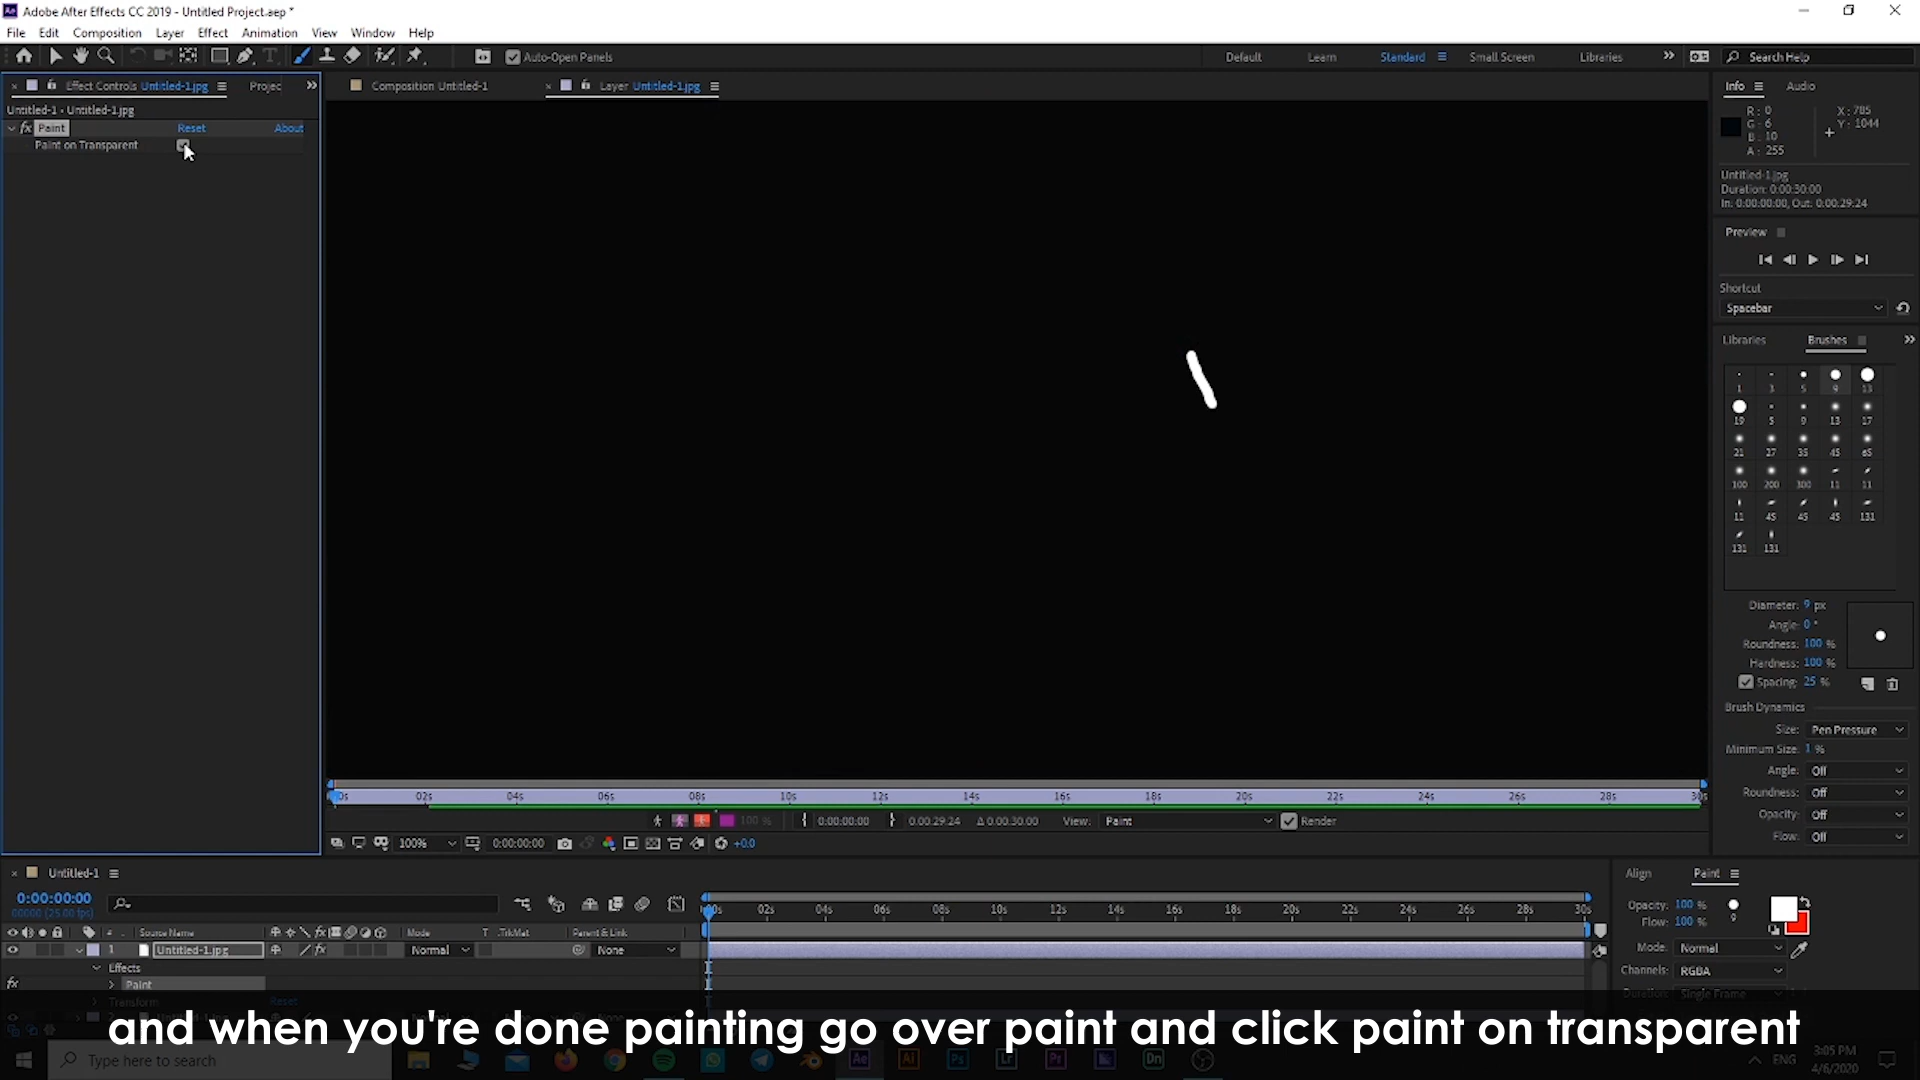 Adobe After Effects CC 2019 - Untitled Project.aep *
File Edit Composition Layer Effect Animation View Window Help
Auto-Open Panels
Default Learn Standard Small Screen Libraries Search Help
Effect Controls Untitled-1.jpg Projec
Composition Untitled-1
Layer Untitled-1.jpg
Info Audio
Untitled-1 • Untitled-1.jpg
fx Paint Reset About
Paint on Transparent
R: 0
G: 6
B: 10
A: 255
X: 785
Y: 1044
Untitled-1.jpg
Duration: 0:00:30:00
In: 0:00:00:00, Out: 0:00:29:24
Preview
Shortcut
Spacebar
Libraries Brushes
1 3 5 9 13
19 5 9 13 17
21 27 35 45 65
100 200 300 11 11
11 45 45 45 131
131 131
Diameter: 9 px
Angle: 0 °
Roundness: 100 %
Hardness: 100 %
Spacing: 25 %
Brush Dynamics
Size: Pen Pressure
Minimum Size: 1 %
Angle: Off
Roundness: Off
Opacity: Off
Flow: Off
02s 04s 06s 08s 10s 12s 14s 16s 18s 20s 22s 24s 26s 28s
100 % 0:00:00:00 0:00:29:24 Δ 0:00:30:00 View: Paint Render
100% 0:00:00:00 +0.0
Untitled-1
0:00:00:00
00000 (25.00 fps)
02s 04s 06s 08s 10s 12s 14s 16s 18s 20s 22s 24s 26s 28s 30s
# Source Name Mode T .TrkMat Parent & Link
1 Untitled-1.jpg fx Normal None
Effects
fx Paint
Transform Reset
Align Paint
Opacity: 100 %
Flow: 100 %
9
Mode: Normal
Channels: RGBA
Duration: Single Frame
and when you're done painting go over paint and click paint on transparent
Type here to search
Ae Ai Ps Lr Pr Dn
ENG
3:05 PM
4/6/2020